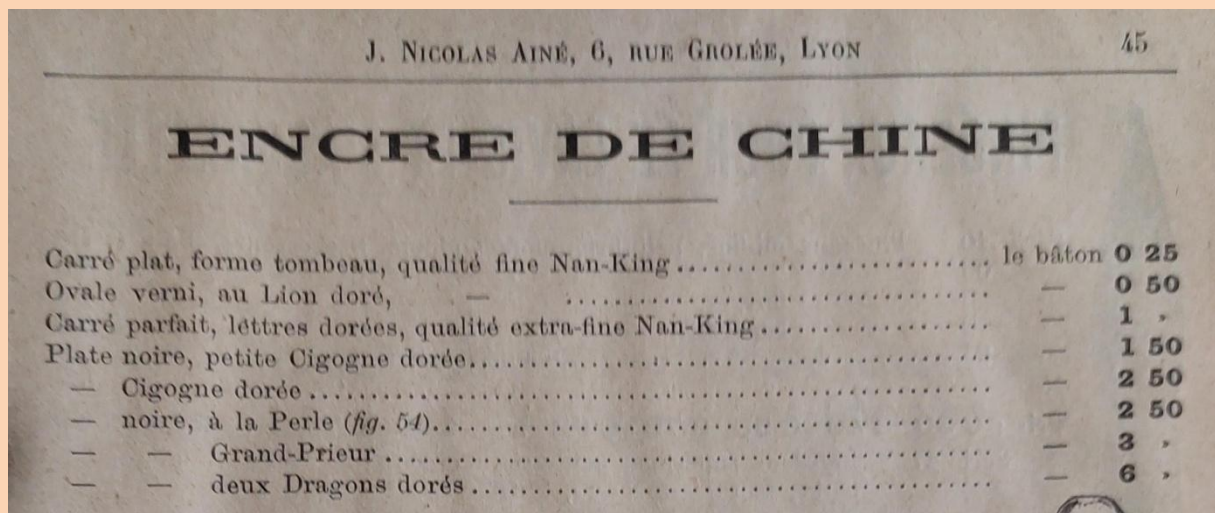 J. NICOLAS AINÉ, 6, RUE GROLÉE, LYON 45
ENCRE DE CHINE
Carré plat, forme tombeau, qualité fine Nan-King .............................. le bâton 0 25
Ovale verni, au Lion doré, — .............................. — 0 50
Carré parfait, lettres dorées, qualité extra-fine Nan-King .............................. — 1 »
Plate noire, petite Cigogne dorée .............................. — 1 50
— Cigogne dorée .............................. — 2 50
— noire, à la Perle (fig. 54) .............................. — 2 50
— — Grand-Prieur .............................. — 3 »
— — deux Dragons dorés .............................. — 6 »